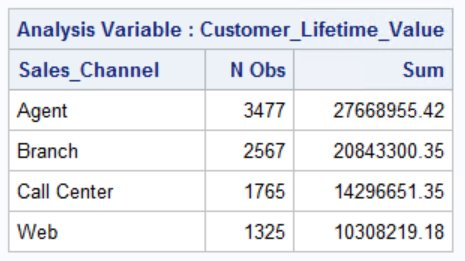 Analysis Variable : Customer_Lifetime_Value
Sales_Channel N Obs Sum
Agent 3477 27668955.42
Branch 2567 20843300.35
Call Center 1765 14296651.35
Web 1325 10308219.18